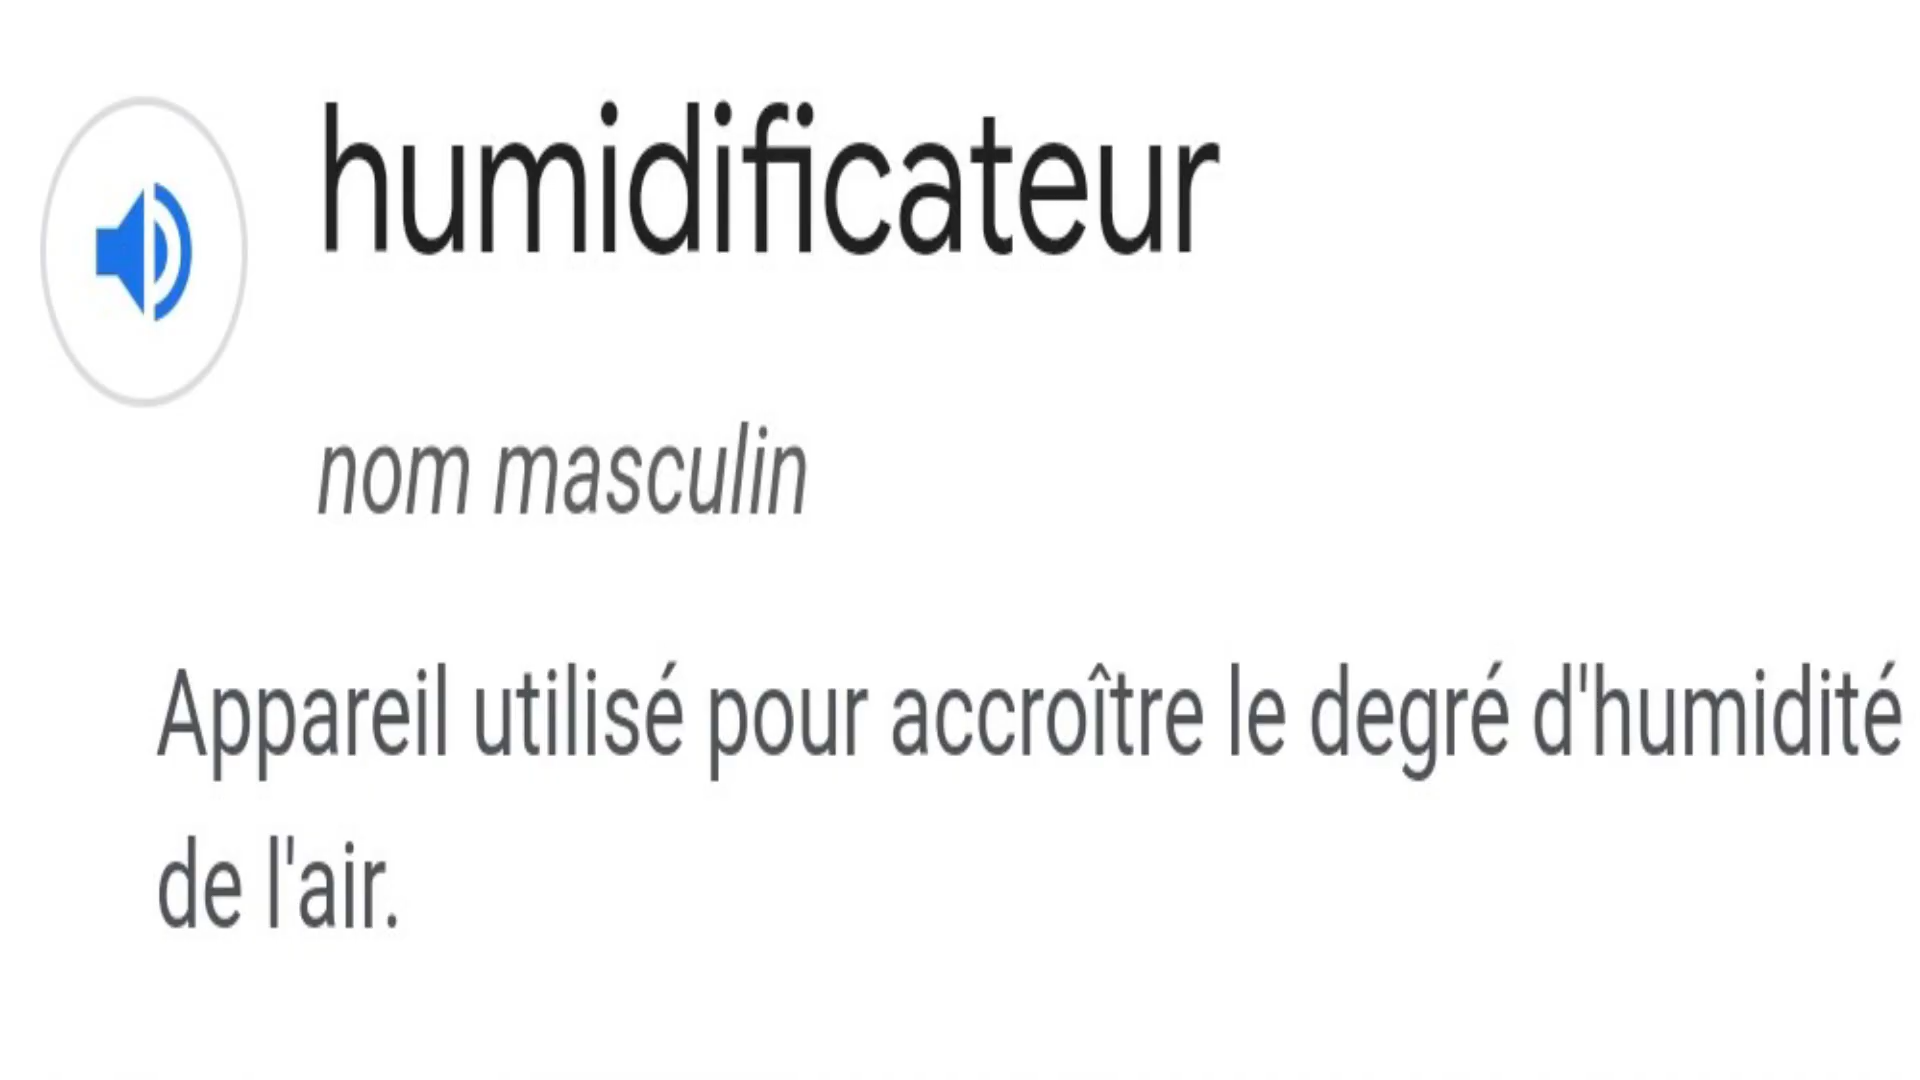 humidificateur
nom masculin
Appareil utilisé pour accroître le degré d'humidité
de l'air.